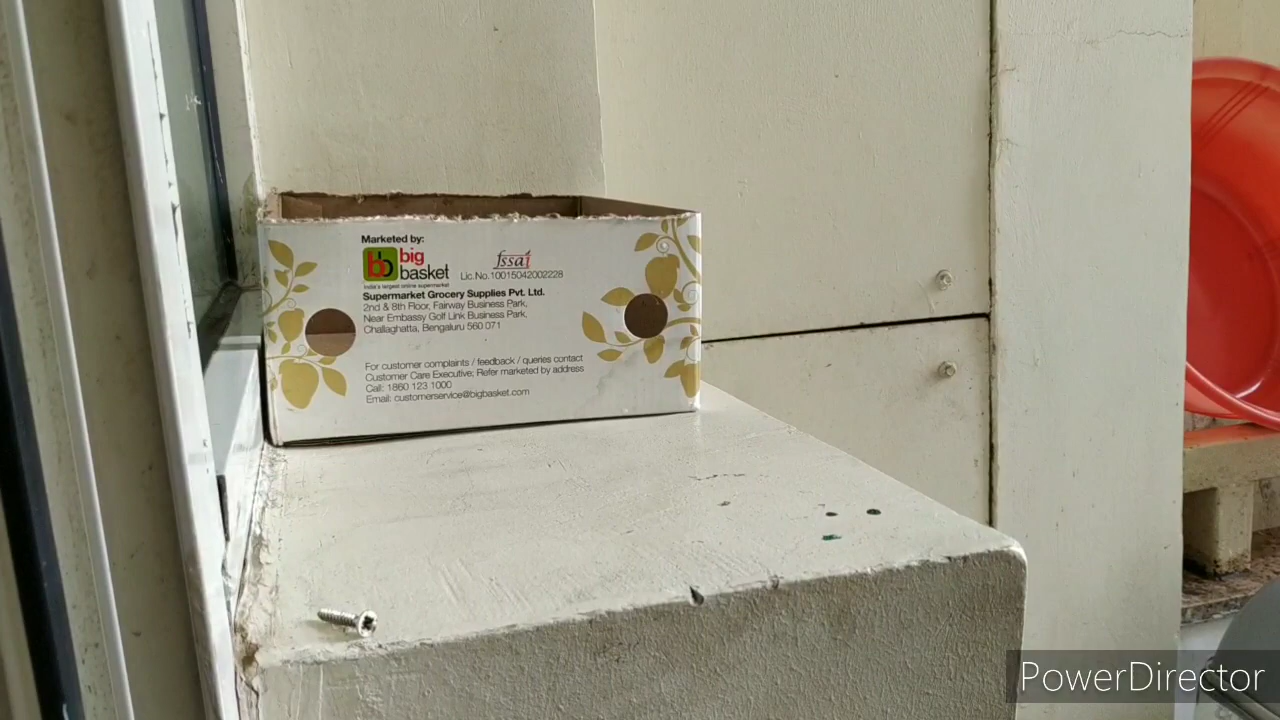 Marketed by:
bb big basket
India's largest online supermarket
fssai
Lic.No.10015042002228
Supermarket Grocery Supplies Pvt. Ltd.
2nd & 8th Floor, Fairway Business Park,
Near Embassy Golf Link Business Park,
Challaghatta, Bengaluru 560 071
For customer complaints / feedback / queries contact
Customer Care Executive; Refer marketed by address
Call: 1860 123 1000
Email: customerservice@bigbasket.com
PowerDirector